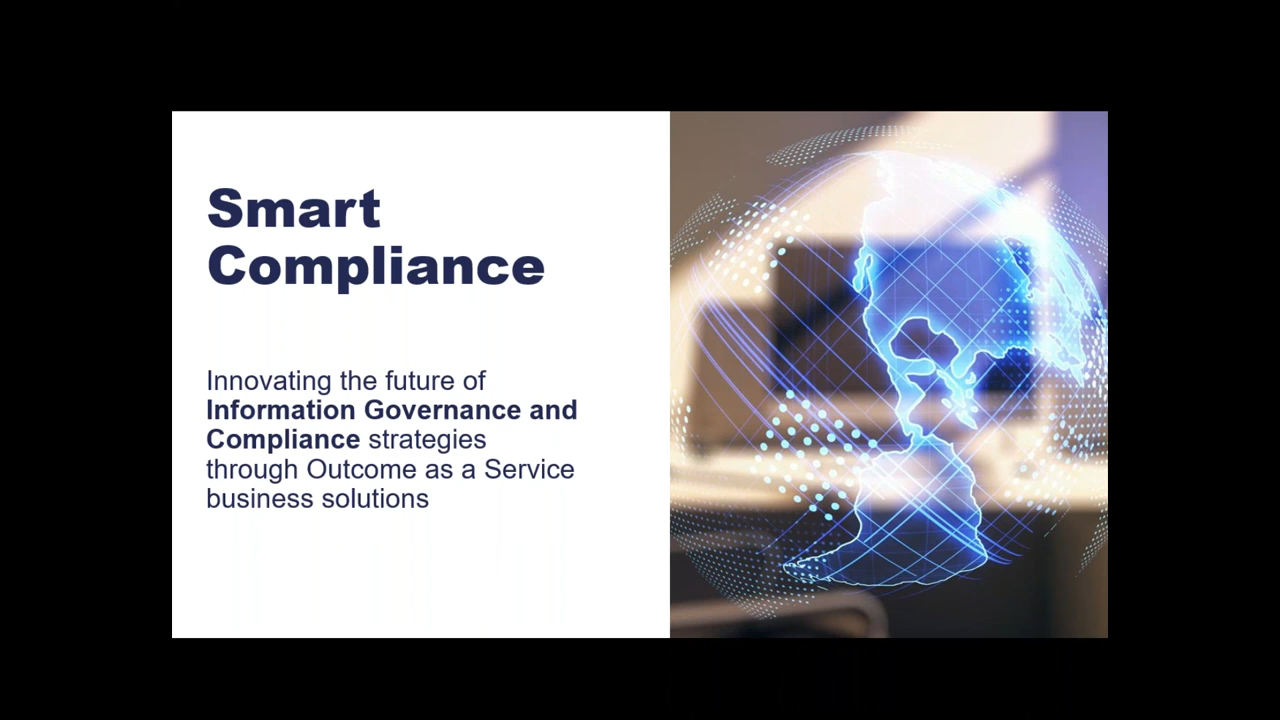 Smart
Compliance
Innovating the future of
Information Governance and
Compliance strategies
through Outcome as a Service
business solutions